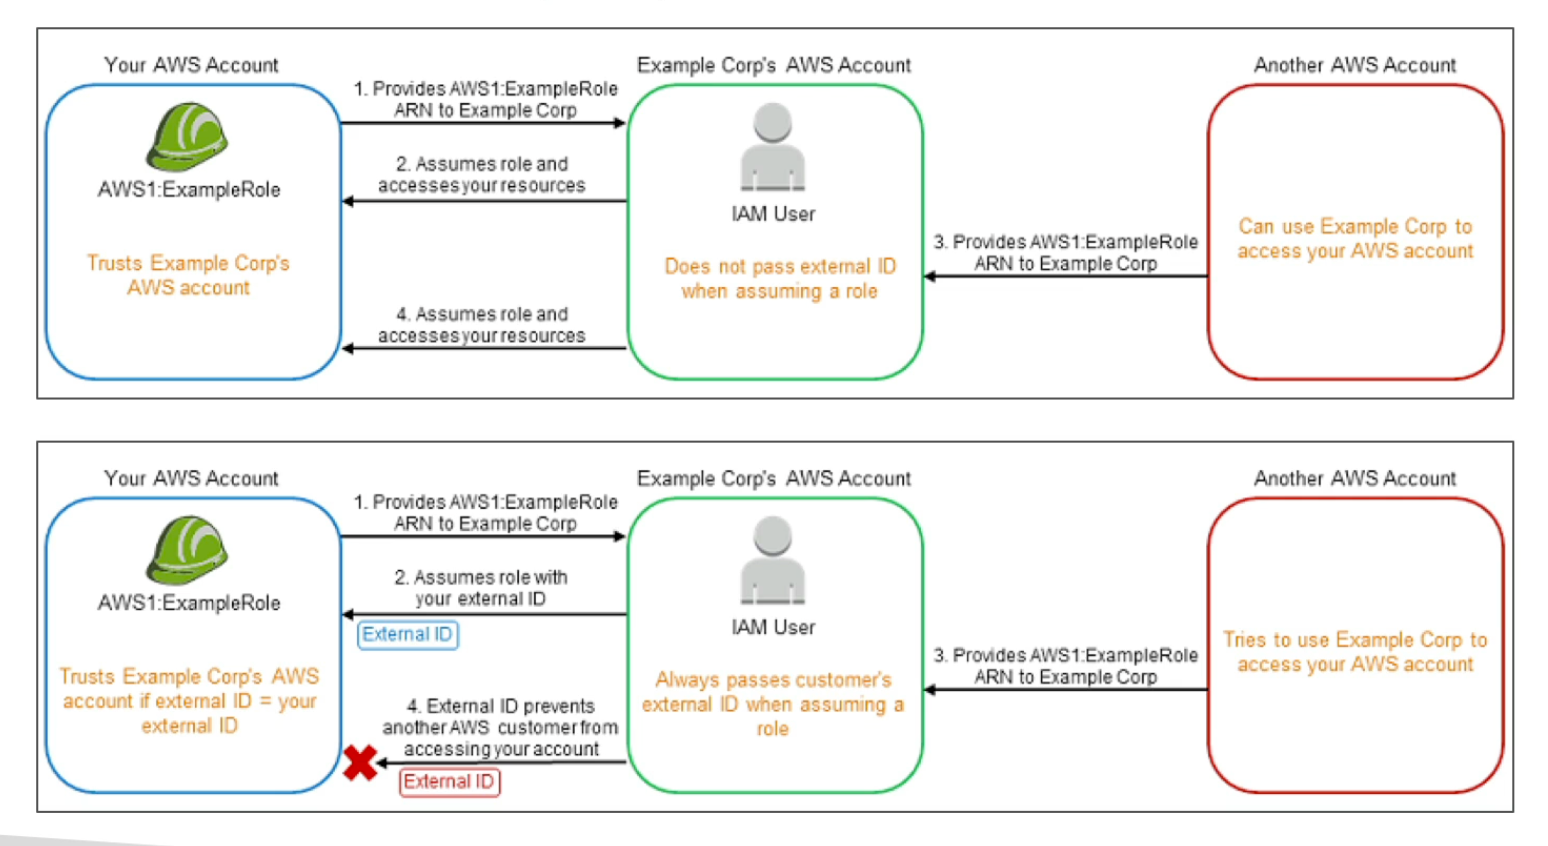 Your AWS Account
Example Corp's AWS Account
Another AWS Account
1. Provides AWS1:ExampleRole
ARN to Example Corp
AWS1:ExampleRole
2. Assumes role and
accesses your resources
IAM User
Trusts Example Corp's
AWS account
Does not pass external ID
when assuming a role
3. Provides AWS1:ExampleRole
ARN to Example Corp
Can use Example Corp to
access your AWS account
4. Assumes role and
accesses your resources
Your AWS Account
Example Corp's AWS Account
Another AWS Account
1. Provides AWS1:ExampleRole
ARN to Example Corp
AWS1:ExampleRole
2. Assumes role with
your external ID
External ID
IAM User
Trusts Example Corp's AWS
account if external ID = your
external ID
Always passes customer's
external ID when assuming a
role
3. Provides AWS1:ExampleRole
ARN to Example Corp
Tries to use Example Corp to
access your AWS account
4. External ID prevents
another AWS customer from
accessing your account
External ID